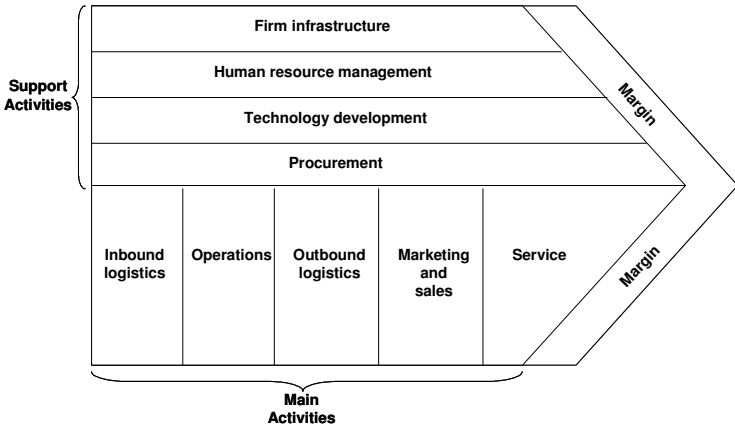 Firm infrastructure
Human resource management
Support
Activities
Technology development
Procurement
Margin
Inbound
logistics
Operations
Outbound
logistics
Marketing
and
sales
Service
Margin
Main
Activities